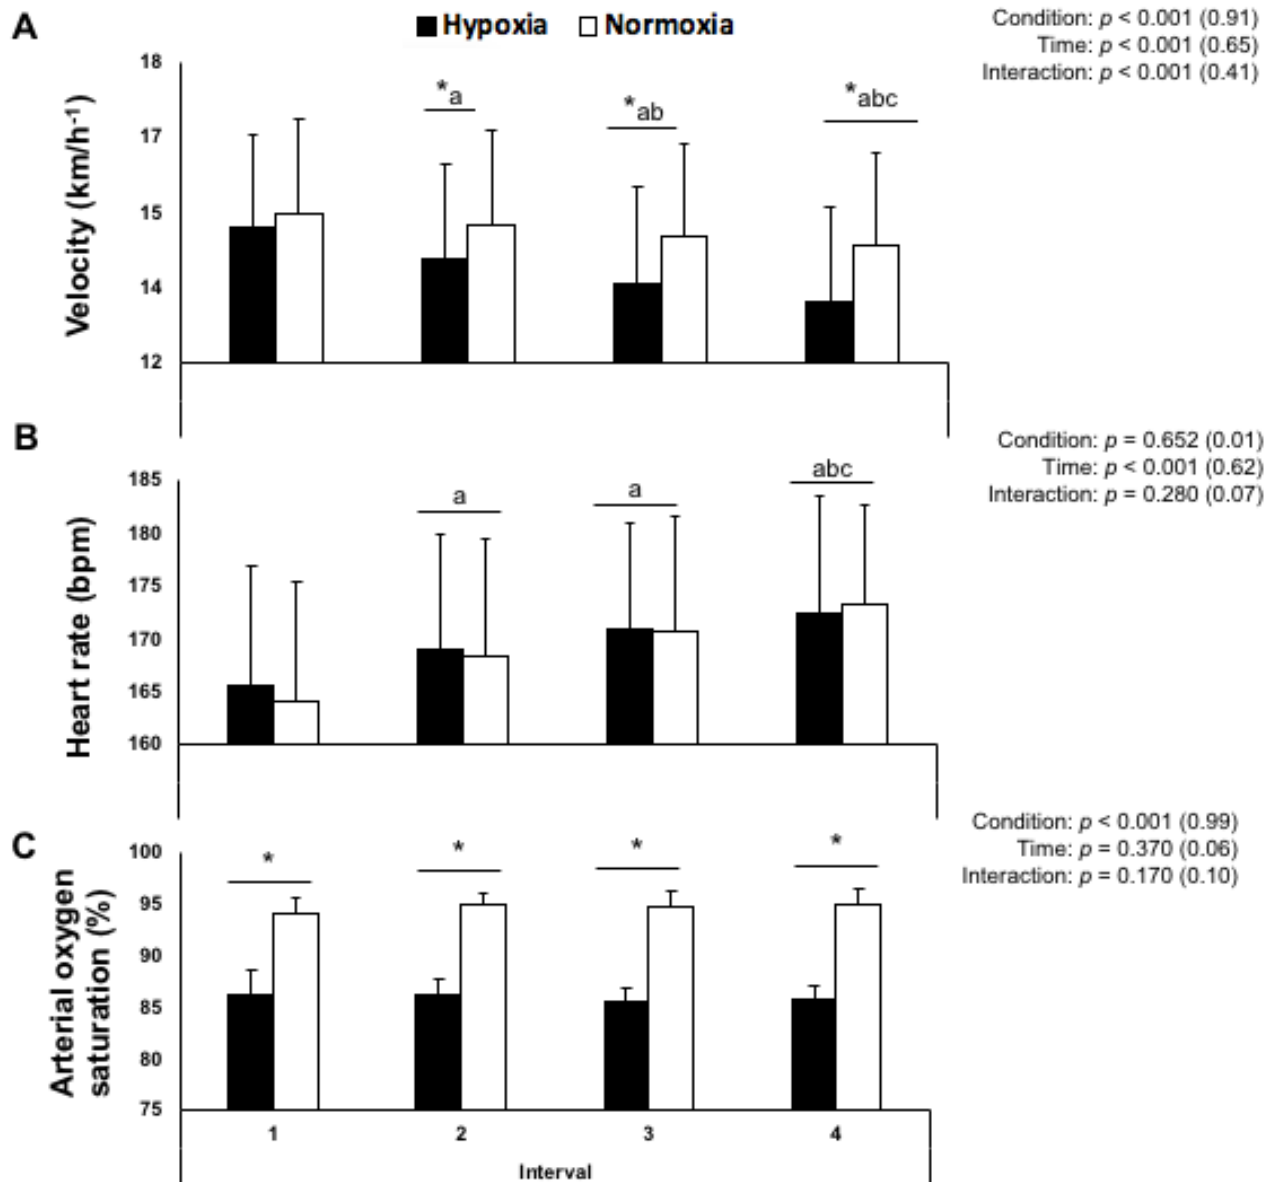 A
Hypoxia Normoxia
Condition: p < 0.001 (0.91)
Time: p < 0.001 (0.65)
Interaction: p < 0.001 (0.41)
Velocity (km/h⁻¹)
18
17
15
14
12
*a
*ab
*abc
B
Condition: p = 0.652 (0.01)
Time: p < 0.001 (0.62)
Interaction: p = 0.280 (0.07)
Heart rate (bpm)
185
180
175
170
165
160
a
a
abc
C
Condition: p < 0.001 (0.99)
Time: p = 0.370 (0.06)
Interaction: p = 0.170 (0.10)
Arterial oxygen
saturation (%)
100
95
90
85
80
75
*
*
*
*
1 2 3 4
Interval